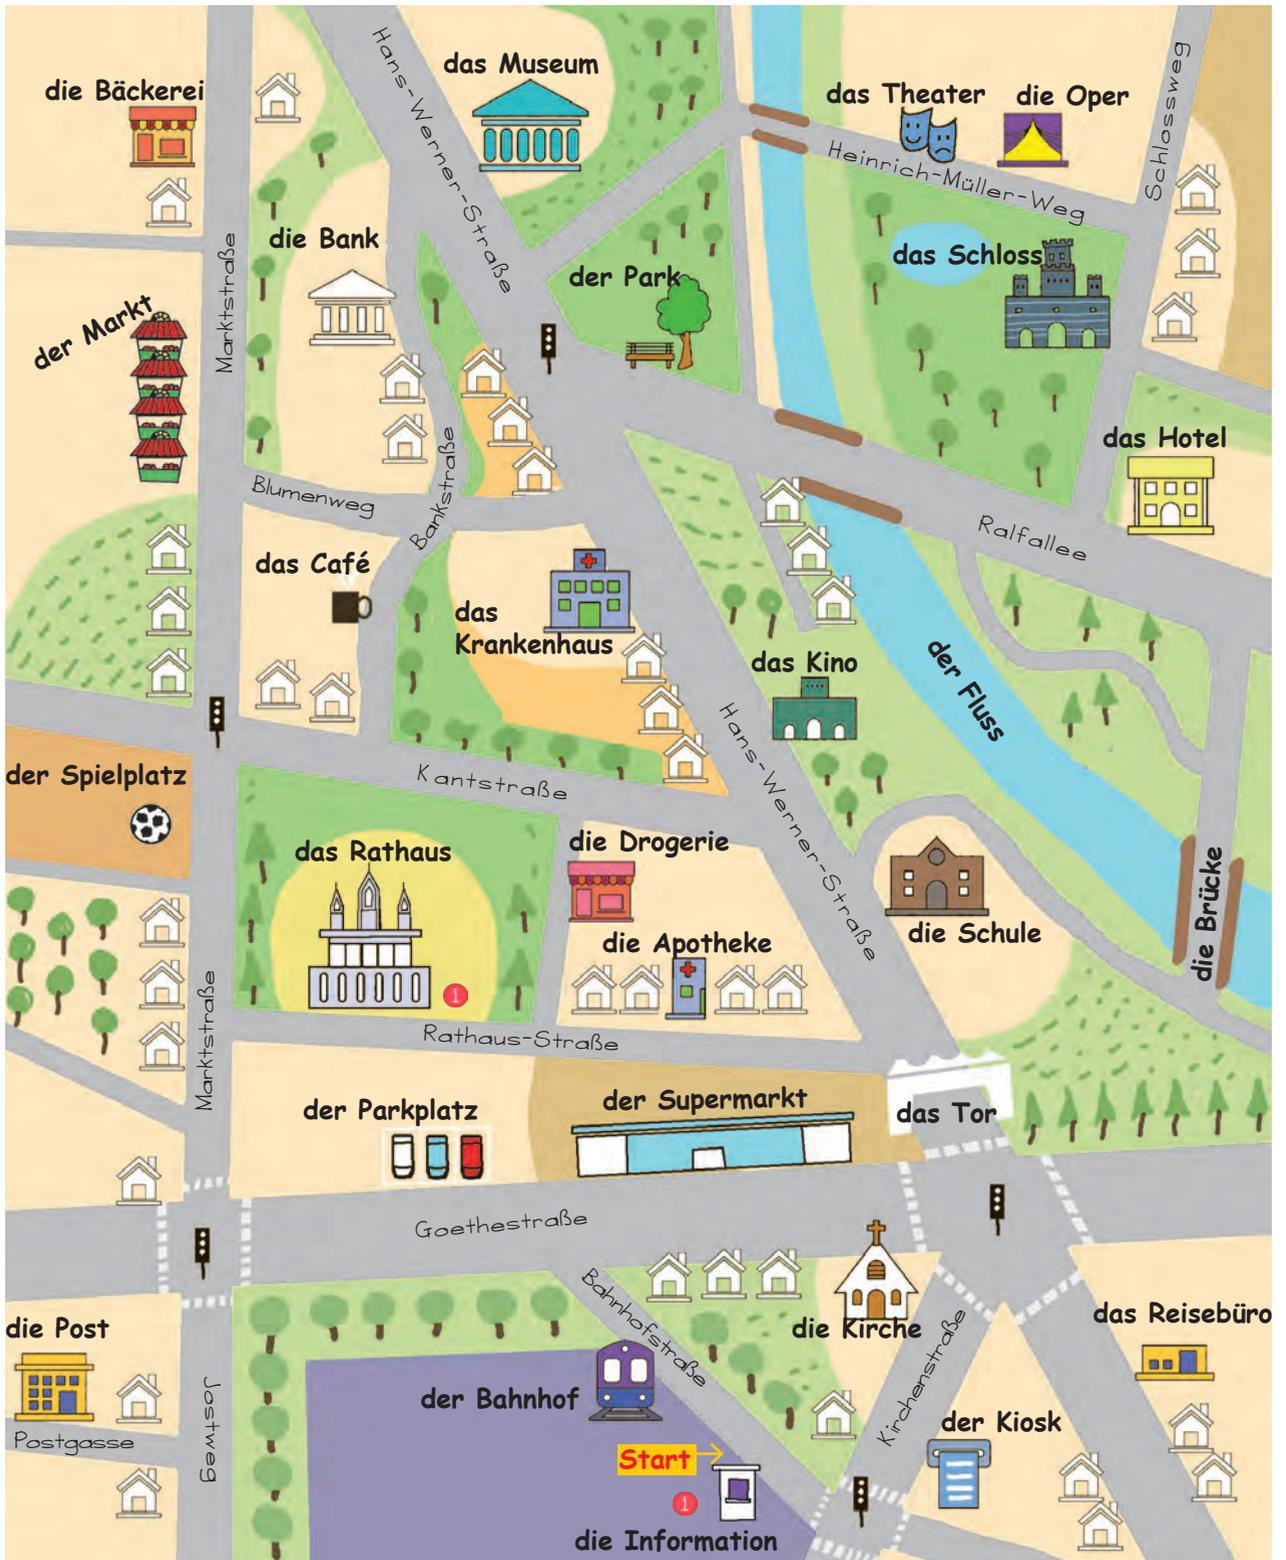 Hans-Werner-Straße
das Museum
die Bäckerei
das Theater
die Oper
Schlossweg
Heinrich-Müller-Weg
Marktstraße
die Bank
das Schloss
der Park
der Markt
das Hotel
Blumenweg
Bankstraße
Ralfallee
das Café
das
Krankenhaus
das Kino
der Fluss
Hans-Werner-Straße
der Spielplatz
Kantstraße
das Rathaus
die Drogerie
die Brücke
die Schule
die Apotheke
1
Marktstraße
Rathaus-Straße
der Parkplatz
der Supermarkt
das Tor
Goethestraße
Bahnhofstraße
die Kirche
das Reisebüro
die Post
Kirchenstraße
Jostweg
der Bahnhof
der Kiosk
Postgasse
Start
1
die Information